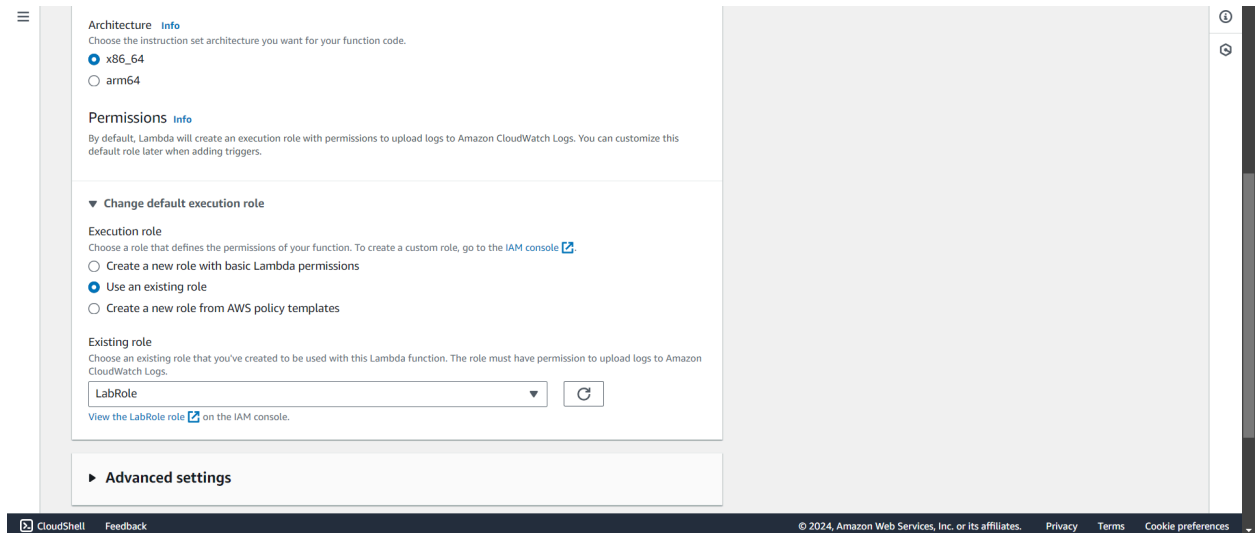 Architecture Info
Choose the instruction set architecture you want for your function code.
x86_64
arm64
Permissions Info
By default, Lambda will create an execution role with permissions to upload logs to Amazon CloudWatch Logs. You can customize this
default role later when adding triggers.
Change default execution role
Execution role
Choose a role that defines the permissions of your function. To create a custom role, go to the IAM console.
Create a new role with basic Lambda permissions
Use an existing role
Create a new role from AWS policy templates
Existing role
Choose an existing role that you've created to be used with this Lambda function. The role must have permission to upload logs to Amazon
CloudWatch Logs.
LabRole
View the LabRole role on the IAM console.
Advanced settings
CloudShell Feedback © 2024, Amazon Web Services, Inc. or its affiliates. Privacy Terms Cookie preferences